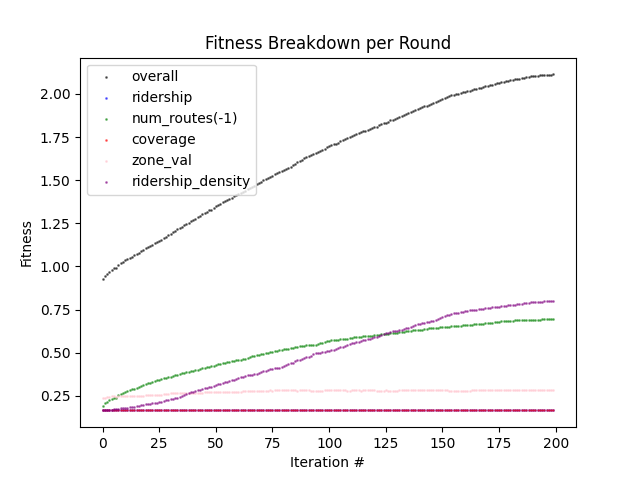 Fitness Breakdown per Round
overall
ridership
num_routes(-1)
coverage
zone_val
ridership_density
2.00
1.75
1.50
1.25
1.00
0.75
0.50
0.25
Fitness
0 25 50 75 100 125 150 175 200
Iteration #